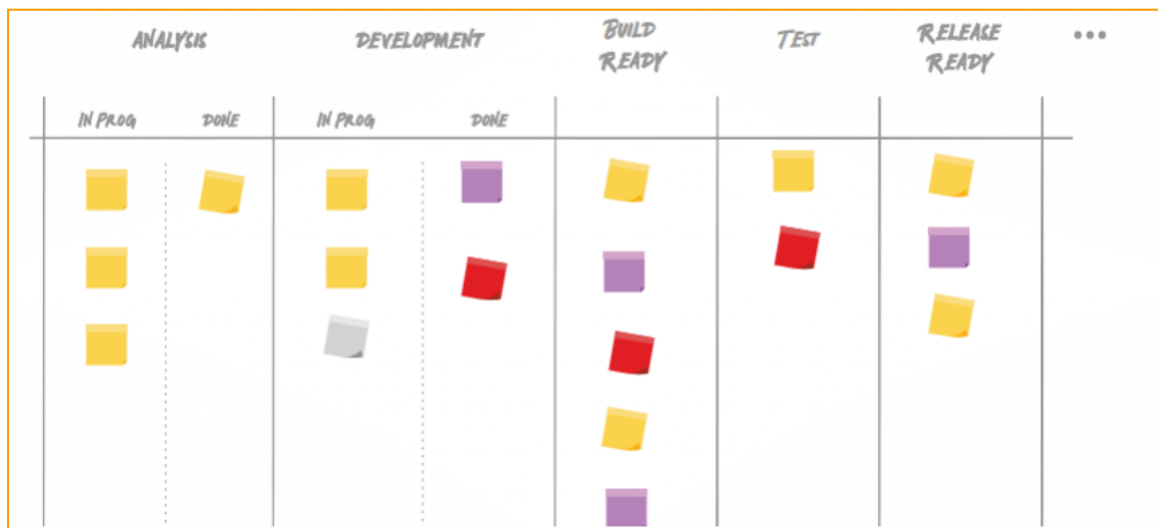 ANALYSIS
DEVELOPMENT
BUILD
READY
TEST
RELEASE
READY
•••
IN PROG
DONE
IN PROG
DONE